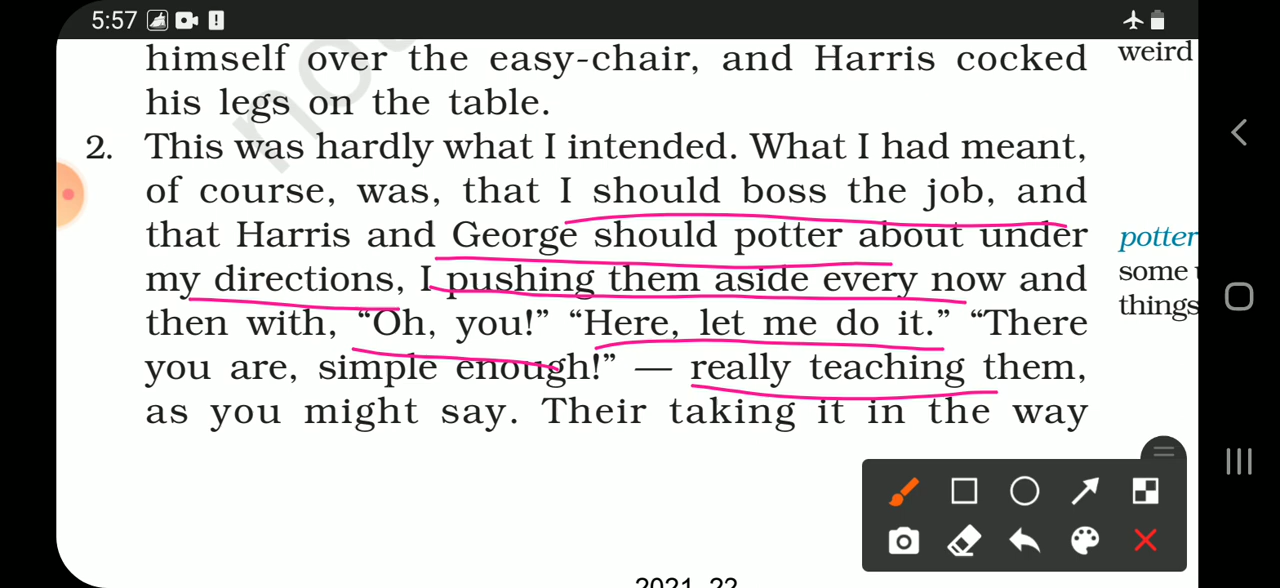 5:57
himself over the easy-chair, and Harris cocked
weird
his legs on the table.
2. This was hardly what I intended. What I had meant,
of course, was, that I should boss the job, and
that Harris and George should potter about under
potter
my directions, I pushing them aside every now and
some
then with, “Oh, you!” “Here, let me do it.” “There
things
you are, simple enough!” — really teaching them,
as you might say. Their taking it in the way
2021–22